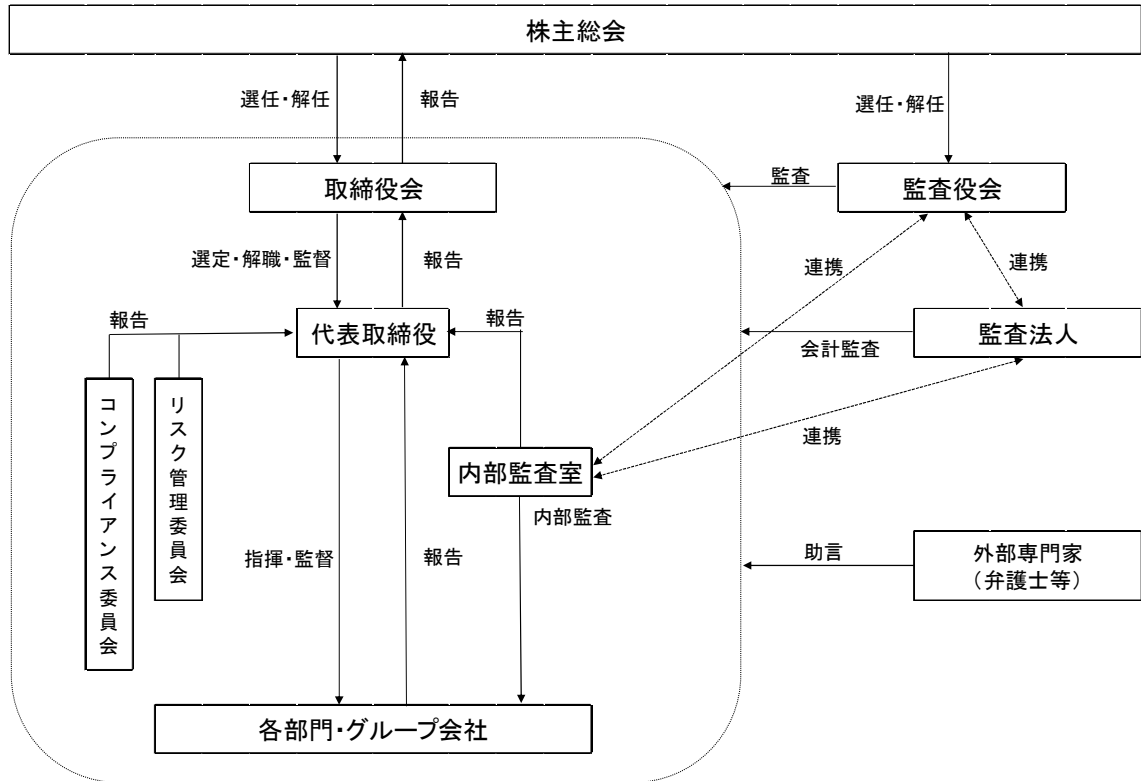 株主総会
選任・解任
報告
選任・解任
取締役会
監査
監査役会
選定・解職・監督
報告
連携
連携
報告
代表取締役
報告
会計監査
監査法人
コンプライアンス委員会
リスク管理委員会
連携
内部監査室
内部監査
指揮・監督
報告
助言
外部専門家
（弁護士等）
各部門・グループ会社